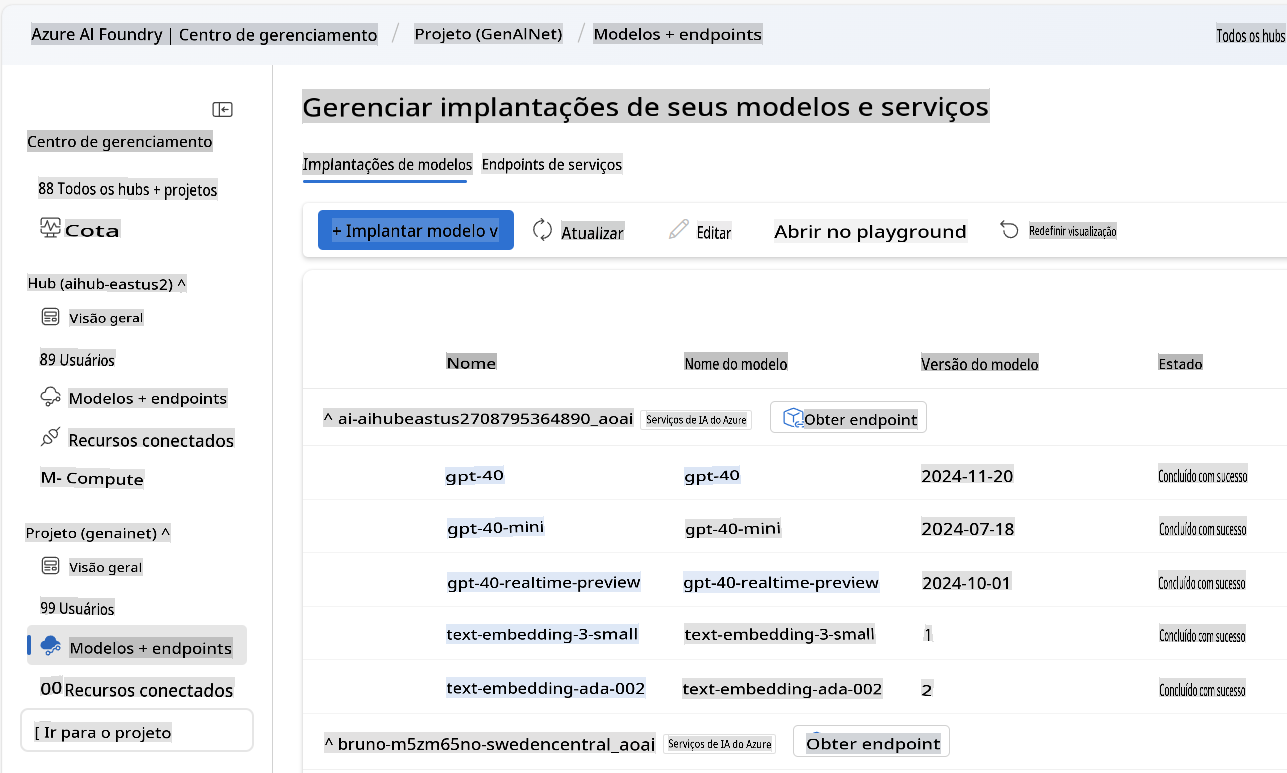 Azure AI Foundry | Centro de gerenciamento / Projeto (GenAlNet) / Modelos + endpoints Todos os hubs
Gerenciar implantações de seus modelos e serviços
Centro de gerenciamento
Implantações de modelos Endpoints de serviços
88 Todos os hubs + projetos
Cota
+ Implantar modelo v Atualizar Editar Abrir no playground Redefinir visualização
Hub (aihub-eastus2) ^
Visão geral
89 Usuários
Modelos + endpoints
Recursos conectados
M- Compute
Projeto (genainet) ^
Visão geral
99 Usuários
Modelos + endpoints
00 Recursos conectados
[ Ir para o projeto
Nome Nome do modelo Versão do modelo Estado
^ ai-aihubeastus2708795364890_aoai Serviços de IA do Azure Obter endpoint
gpt-40 gpt-40 2024-11-20 Concluído com sucesso
gpt-40-mini gpt-40-mini 2024-07-18 Concluído com sucesso
gpt-40-realtime-preview gpt-40-realtime-preview 2024-10-01 Concluído com sucesso
text-embedding-3-small text-embedding-3-small 1 Concluído com sucesso
text-embedding-ada-002 text-embedding-ada-002 2 Concluído com sucesso
^ bruno-m5zm65no-swedencentral_aoai Serviços de IA do Azure Obter endpoint